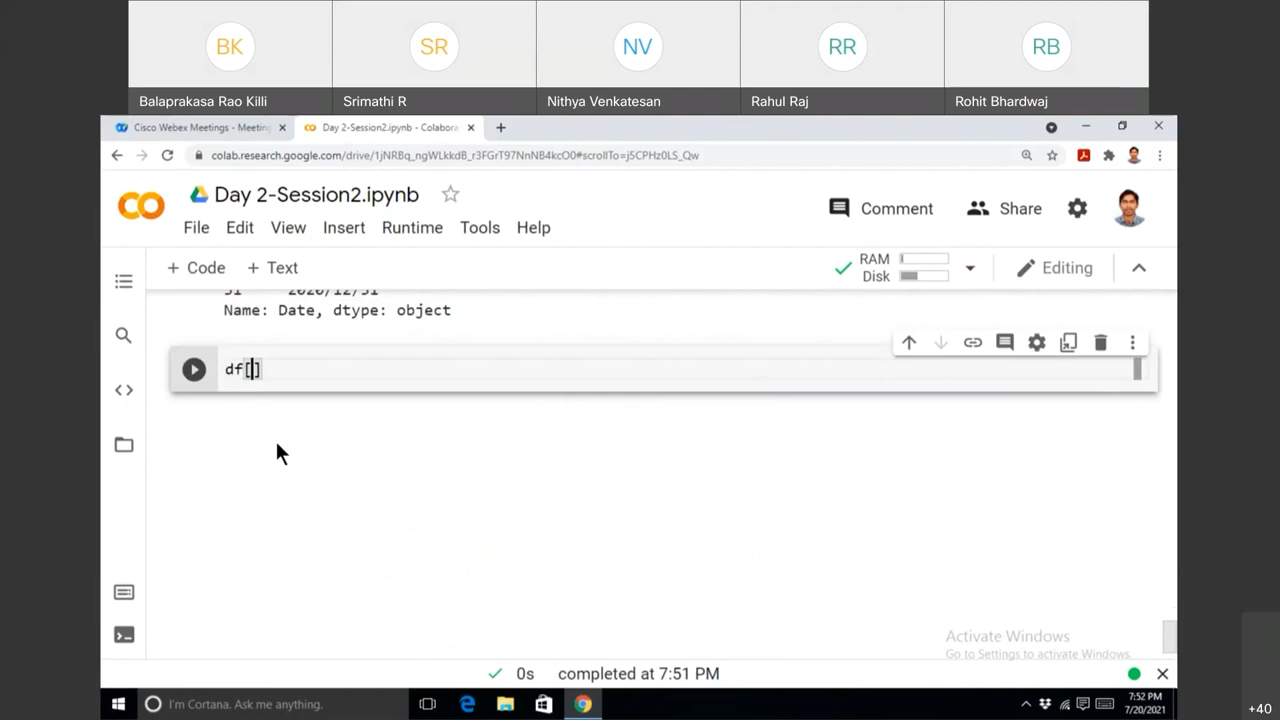 BK
SR
NV
RR
RB
Balaprakasa Rao Killi
Srimathi R
Nithya Venkatesan
Rahul Raj
Rohit Bhardwaj
Cisco Webex Meetings - Meeting
Day 2-Session2.ipynb - Colabora
colab.research.google.com/drive/1jNRBq_ngWLkkdB_r3FGrT97NnNB4kcO0#scrollTo=j5CPHz0LS_Qw
CO
Day 2-Session2.ipynb
Comment
Share
File Edit View Insert Runtime Tools Help
+ Code + Text
RAM
Disk
Editing
31 2020/12/31
Name: Date, dtype: object
df[]
Activate Windows
Go to Settings to activate Windows.
0s completed at 7:51 PM
I'm Cortana. Ask me anything.
7:52 PM
7/20/2021
+40